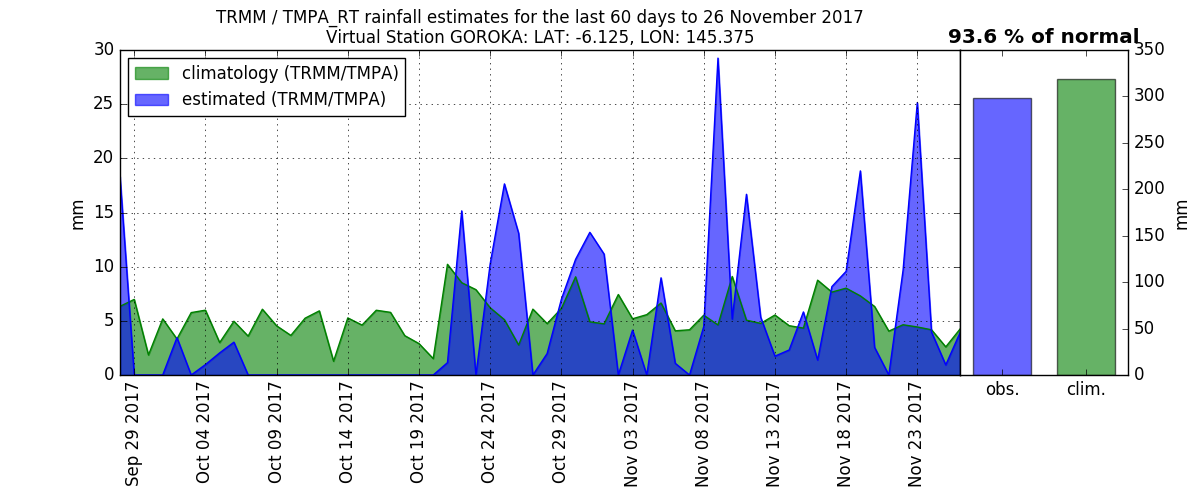 TRMM / TMPA_RT rainfall estimates for the last 60 days to 26 November 2017
Virtual Station GOROKA: LAT: -6.125, LON: 145.375
93.6 % of normal
climatology (TRMM/TMPA)
estimated (TRMM/TMPA)
30
25
20
15
10
5
0
mm
350
300
250
200
150
100
50
0
mm
Sep 29 2017
Oct 04 2017
Oct 09 2017
Oct 14 2017
Oct 19 2017
Oct 24 2017
Oct 29 2017
Nov 03 2017
Nov 08 2017
Nov 13 2017
Nov 18 2017
Nov 23 2017
obs.
clim.